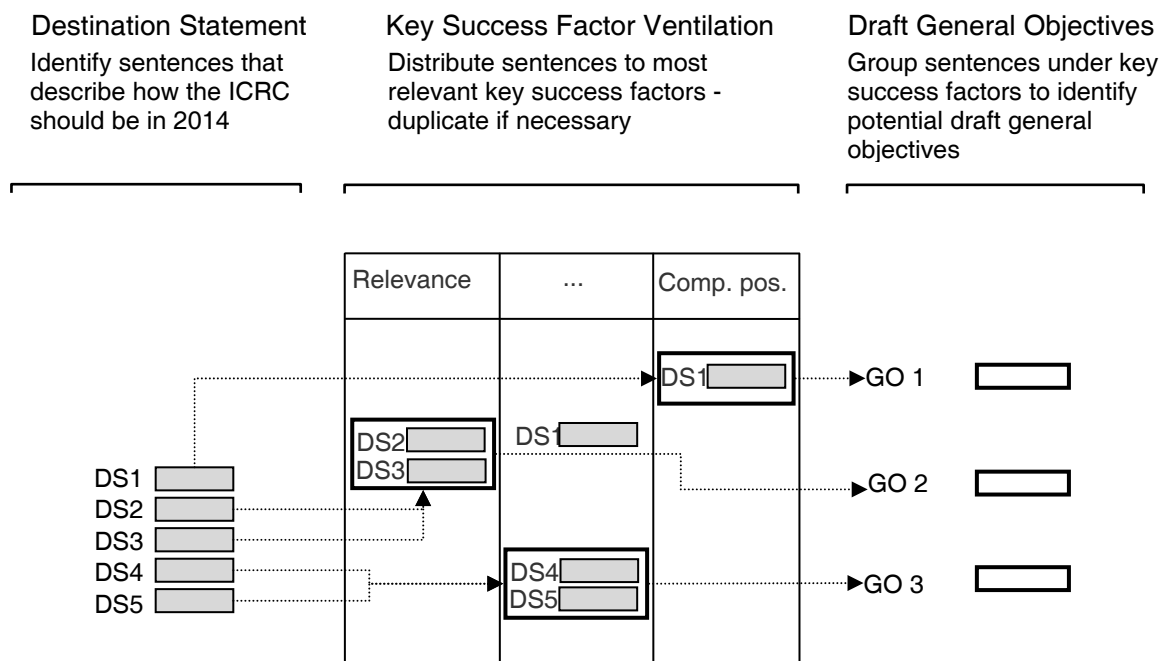 Destination Statement
Identify sentences that
describe how the ICRC
should be in 2014
Key Success Factor Ventilation
Distribute sentences to most
relevant key success factors -
duplicate if necessary
Draft General Objectives
Group sentences under key
success factors to identify
potential draft general
objectives
Relevance
...
Comp. pos.
DS1
GO 1
DS2
DS3
DS1
DS1
DS2
DS3
DS4
DS5
GO 2
DS4
DS5
GO 3